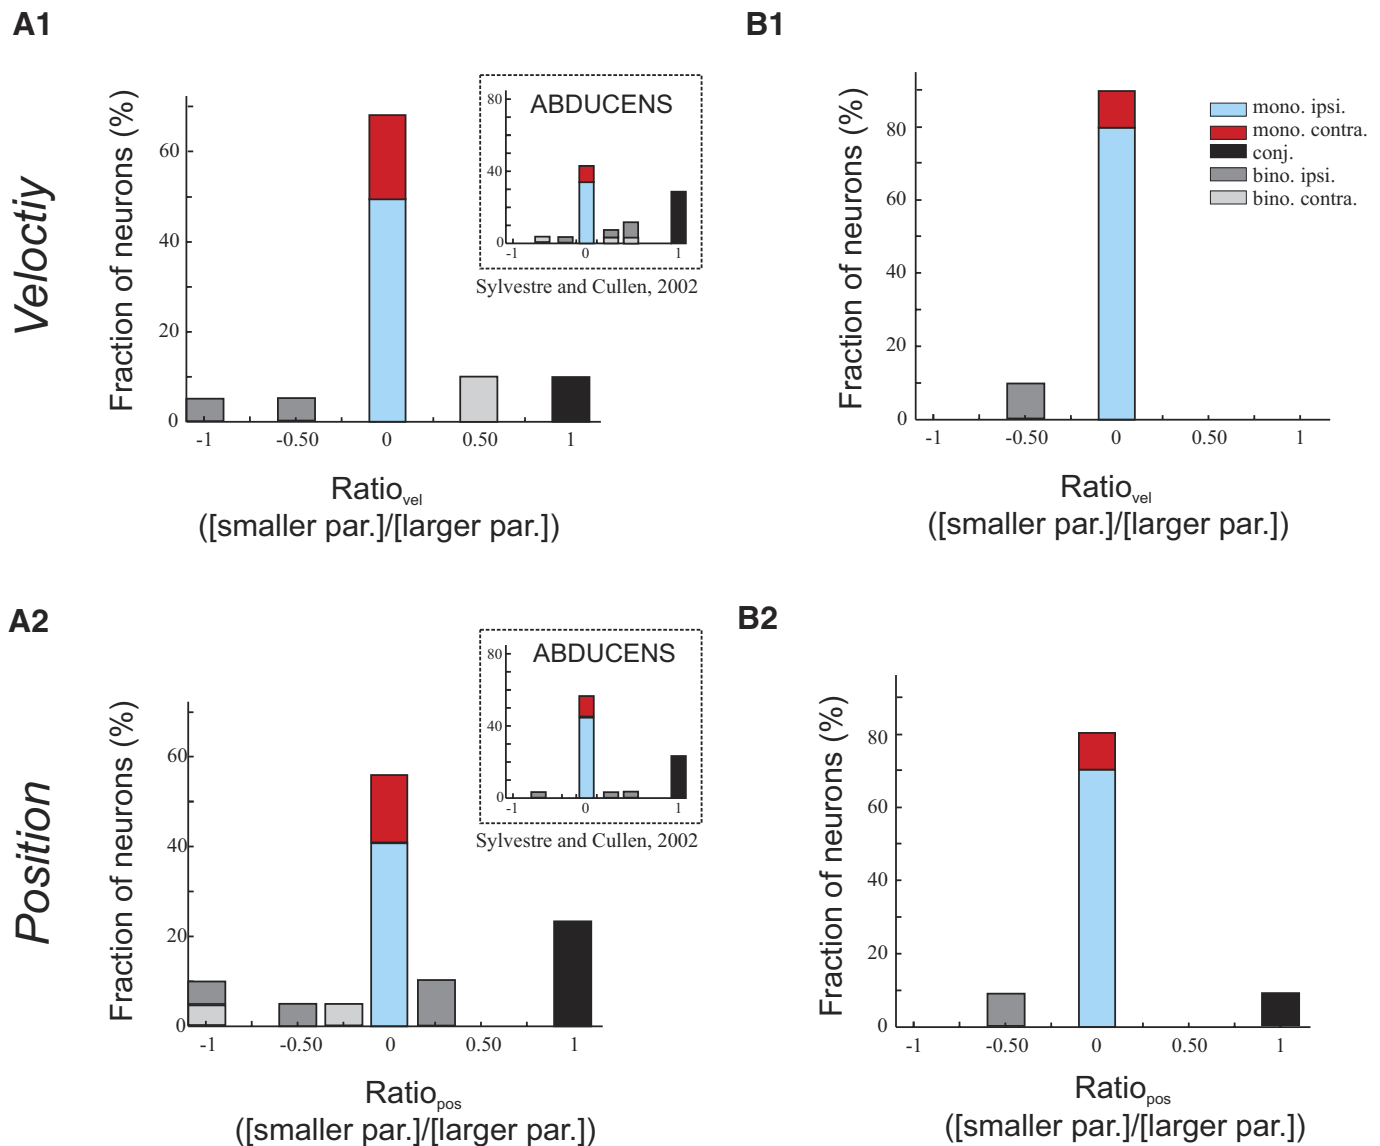 A1
Veloctiy
Fraction of neurons (%)
60
40
20
0
-1 -0.50 0 0.50 1
Ratiovel
([smaller par.]/[larger par.])
ABDUCENS
80
40
0
-1 0 1
Sylvestre and Cullen, 2002
B1
Fraction of neurons (%)
80
60
40
20
0
-1 -0.50 0 0.50 1
Ratiovel
([smaller par.]/[larger par.])
mono. ipsi.
mono. contra.
conj.
bino. ipsi.
bino. contra.
A2
Position
Fraction of neurons (%)
60
40
20
0
-1 -0.50 0 0.50 1
Ratiopos
([smaller par.]/[larger par.])
ABDUCENS
80
40
0
-1 0 1
Sylvestre and Cullen, 2002
B2
Fraction of neurons (%)
80
60
40
20
0
-1 -0.50 0 0.50 1
Ratiopos
([smaller par.]/[larger par.])